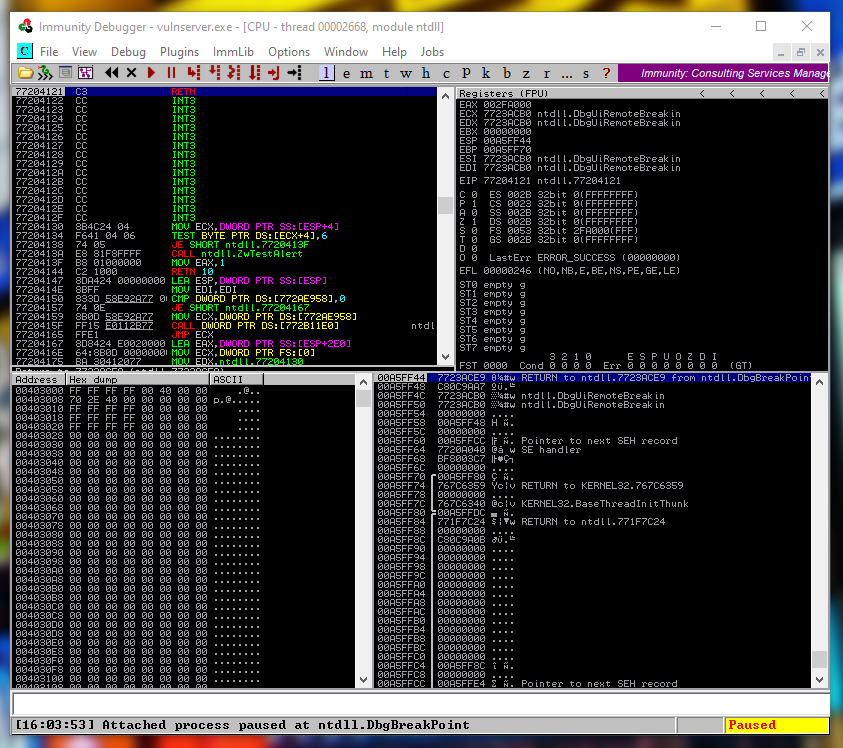 Immunity Debugger - vulnserver.exe - [CPU - thread 00002668, module ntdll]
C File View Debug Plugins ImmLib Options Window Help Jobs
l e m t w h c P k b z r ... s ? Immunity: Consulting Services Manage
77204121 C3 RETN
77204122 CC INT3
77204123 CC INT3
77204124 CC INT3
77204125 CC INT3
77204126 CC INT3
77204127 CC INT3
77204128 CC INT3
77204129 CC INT3
7720412A CC INT3
7720412B CC INT3
7720412C CC INT3
7720412D CC INT3
7720412E CC INT3
7720412F CC INT3
77204130 8B4C24 04 MOV ECX,DWORD PTR SS:[ESP+4]
77204134 F641 04 06 TEST BYTE PTR DS:[ECX+4],6
77204138 74 05 JE SHORT ntdll.7720413F
7720413A E8 81F8FFFF CALL ntdll.ZwTestAlert
7720413F B8 01000000 MOV EAX,1
77204144 C2 1000 RETN 10
77204147 8DA424 00000000 LEA ESP,DWORD PTR SS:[ESP]
7720414E 8BFF MOV EDI,EDI
77204150 833D 58E92A77 00 CMP DWORD PTR DS:[772AE958],0
77204157 74 0E JE SHORT ntdll.77204167
77204159 8B0D 58E92A77 MOV ECX,DWORD PTR DS:[772AE958]
7720415F FF15 E0112B77 CALL DWORD PTR DS:[772B11E0] ntdl
77204165 FFE1 JMP ECX
77204167 8D8424 E0020000 LEA EAX,DWORD PTR SS:[ESP+2E0]
7720416E 64:8B0D 0000000 MOV ECX,DWORD PTR FS:[0]
77204175 BA 30412077 MOV EDX,ntdll.77204130
Registers (FPU) < < < < <
EAX 002FA000
ECX 7723ACB0 ntdll.DbgUiRemoteBreakin
EDX 7723ACB0 ntdll.DbgUiRemoteBreakin
EBX 00000000
ESP 00A5FF44
EBP 00A5FF70
ESI 7723ACB0 ntdll.DbgUiRemoteBreakin
EDI 7723ACB0 ntdll.DbgUiRemoteBreakin
EIP 77204121 ntdll.77204121
C 0 ES 002B 32bit 0(FFFFFFFF)
P 1 CS 0023 32bit 0(FFFFFFFF)
A 0 SS 002B 32bit 0(FFFFFFFF)
Z 1 DS 002B 32bit 0(FFFFFFFF)
S 0 FS 0053 32bit 2FA000(FFF)
T 0 GS 002B 32bit 0(FFFFFFFF)
D 0
O 0 LastErr ERROR_SUCCESS (00000000)
EFL 00000246 (NO,NB,E,BE,NS,PE,GE,LE)
ST0 empty g
ST1 empty g
ST2 empty g
ST3 empty g
ST4 empty g
ST5 empty g
ST6 empty g
ST7 empty g
3 2 1 0 E S P U O Z D I
FST 0000 Cond 0 0 0 0 Err 0 0 0 0 0 0 0 0 (GT)
Address Hex dump ASCII
00403000 FF FF FF FF 00 40 00 00 .@..
00403008 70 2E 40 00 00 00 00 00 p.@.....
00403010 FF FF FF FF 00 00 00 00 ....
00403018 FF FF FF FF 00 00 00 00 ....
00403020 FF FF FF FF 00 00 00 00 ....
00403028 00 00 00 00 00 00 00 00 ........
00403030 00 00 00 00 00 00 00 00 ........
00403038 00 00 00 00 00 00 00 00 ........
00403040 00 00 00 00 00 00 00 00 ........
00403048 00 00 00 00 00 00 00 00 ........
00403050 00 00 00 00 00 00 00 00 ........
00403058 00 00 00 00 00 00 00 00 ........
00403060 00 00 00 00 00 00 00 00 ........
00403068 00 00 00 00 00 00 00 00 ........
00403070 00 00 00 00 00 00 00 00 ........
00403078 00 00 00 00 00 00 00 00 ........
00403080 00 00 00 00 00 00 00 00 ........
00403088 00 00 00 00 00 00 00 00 ........
00403090 00 00 00 00 00 00 00 00 ........
00403098 00 00 00 00 00 00 00 00 ........
004030A0 00 00 00 00 00 00 00 00 ........
004030A8 00 00 00 00 00 00 00 00 ........
004030B0 00 00 00 00 00 00 00 00 ........
004030B8 00 00 00 00 00 00 00 00 ........
004030C0 00 00 00 00 00 00 00 00 ........
004030C8 00 00 00 00 00 00 00 00 ........
004030D0 00 00 00 00 00 00 00 00 ........
004030D8 00 00 00 00 00 00 00 00 ........
004030E0 00 00 00 00 00 00 00 00 ........
004030E8 00 00 00 00 00 00 00 00 ........
004030F0 00 00 00 00 00 00 00 00 ........
004030F8 00 00 00 00 00 00 00 00 ........
00403100 00 00 00 00 00 00 00 00 ........
00A5FF44 7723ACE9 RETURN to ntdll.7723ACE9 from ntdll.DbgBreakPoin
00A5FF48 C80C9AA7
00A5FF4C 7723ACB0 ntdll.DbgUiRemoteBreakin
00A5FF50 7723ACB0 ntdll.DbgUiRemoteBreakin
00A5FF54 00000000 ....
00A5FF58 00A5FF48
00A5FF5C 00000000 ....
00A5FF60 00A5FFCC Pointer to next SEH record
00A5FF64 7720A040 SE handler
00A5FF68 BF8003C7
00A5FF6C 00000000 ....
00A5FF70 00A5FF80
00A5FF74 767C6359 RETURN to KERNEL32.767C6359
00A5FF78 00000000 ....
00A5FF7C 767C6340 KERNEL32.BaseThreadInitThunk
00A5FF80 00A5FFDC
00A5FF84 771F7C24 RETURN to ntdll.771F7C24
00A5FF88 00000000 ....
00A5FF8C C80C9A0B
00A5FF90 00000000 ....
00A5FF94 00000000 ....
00A5FF98 00000000 ....
00A5FF9C 00000000 ....
00A5FFA0 00000000 ....
00A5FFA4 00000000 ....
00A5FFA8 00000000 ....
00A5FFAC 00000000 ....
00A5FFB0 00000000 ....
00A5FFB4 00000000 ....
00A5FFB8 00000000 ....
00A5FFBC 00000000 ....
00A5FFC0 00000000 ....
00A5FFC4 00A5FF8C
00A5FFC8 00000000 ....
00A5FFCC 00A5FFE4 Pointer to next SEH record
[16:03:53] Attached process paused at ntdll.DbgBreakPoint
Paused